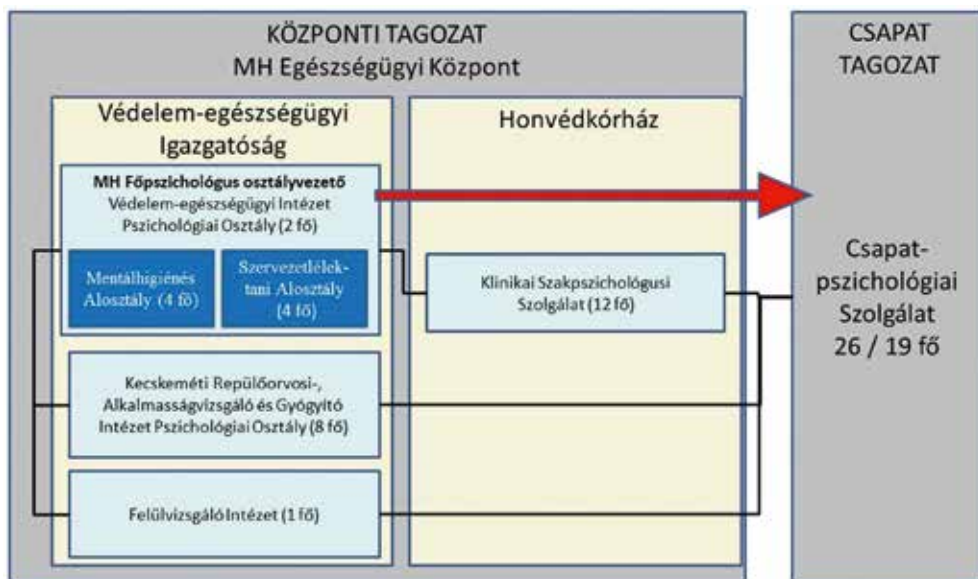 KÖZPONTI TAGOZAT
MH Egészségügyi Központ
Védelem-egészségügyi
Igazgatóság
MH Főpszichológus osztályvezető
Védelem-egészségügyi Intézet
Pszichológiai Osztály (2 fő)
Mentálhigiénés
Alosztály (4 fő)
Szervezetlélek-
tani Alosztály
(4 fő)
Kecskeméti Repülőorvosi-,
Alkalmasságvizsgáló és Gyógyító
Intézet Pszichológiai Osztály (8 fő)
Felülvizsgáló Intézet (1 fő)
Honvédkórház
Klinikai Szakpszichológusi
Szolgálat (12 fő)
CSAPAT
TAGOZAT
Csapat-
pszichológiai
Szolgálat
26 / 19 fő